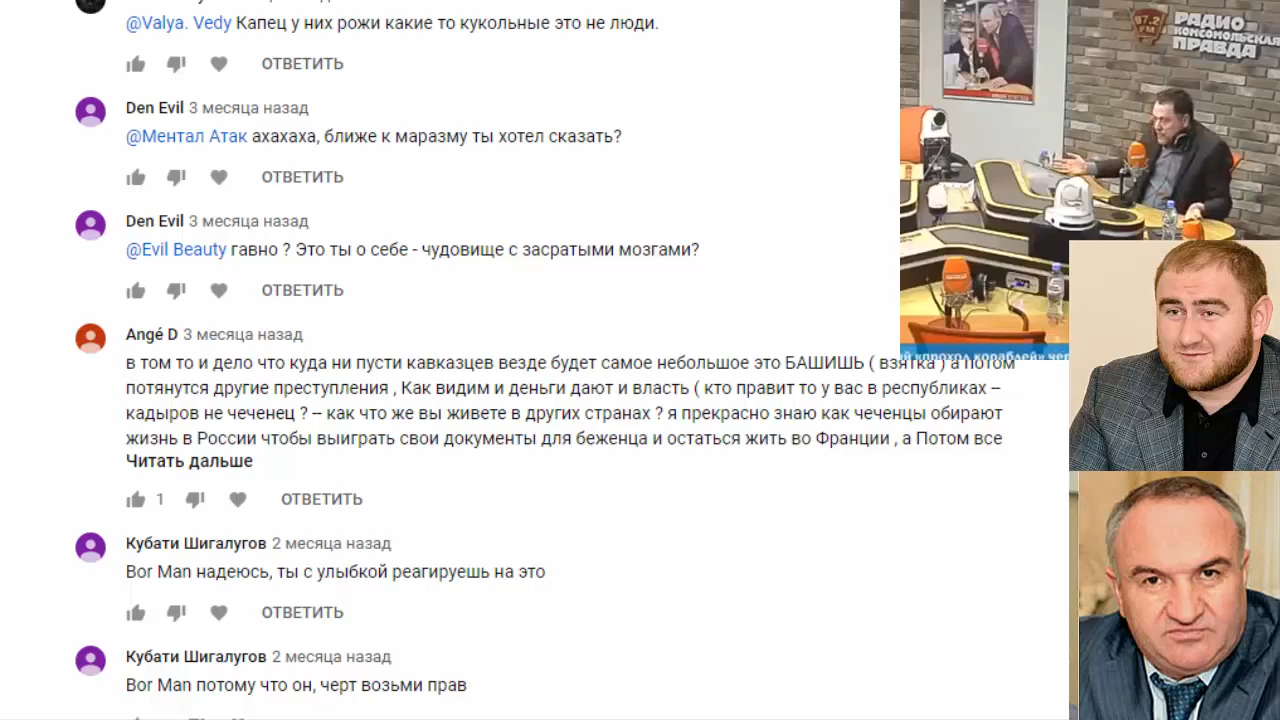 @Valya. Vedy Капец у них рожи какие то кукольные это не люди.
ОТВЕТИТЬ
Den Evil 3 месяца назад
@Ментал Атак ахахаха, ближе к маразму ты хотел сказать?
ОТВЕТИТЬ
Den Evil 3 месяца назад
@Evil Beauty гавно ? Это ты о себе - чудовище с засратыми мозгами?
ОТВЕТИТЬ
Angé D 3 месяца назад
в том то и дело что куда ни пусти кавказцев везде будет самое небольшое это БАШИШЬ ( взятка ) а потом
потянутся другие преступления , Как видим и деньги дают и власть ( кто правит то у вас в республиках –
кадыров не чеченец ? – как что же вы живете в других странах ? я прекрасно знаю как чеченцы обирают
жизнь в России чтобы выиграть свои документы для беженца и остаться жить во Франции , а Потом все
Читать дальше
1 ОТВЕТИТЬ
Кубати Шигалугов 2 месяца назад
Bor Man надеюсь, ты с улыбкой реагируешь на это
ОТВЕТИТЬ
Кубати Шигалугов 2 месяца назад
Bor Man потому что он, черт возьми прав
97.2 FM
РАДИО
КОМСОМОЛЬСКАЯ
ПРАВДА
«проход кораблей» чер